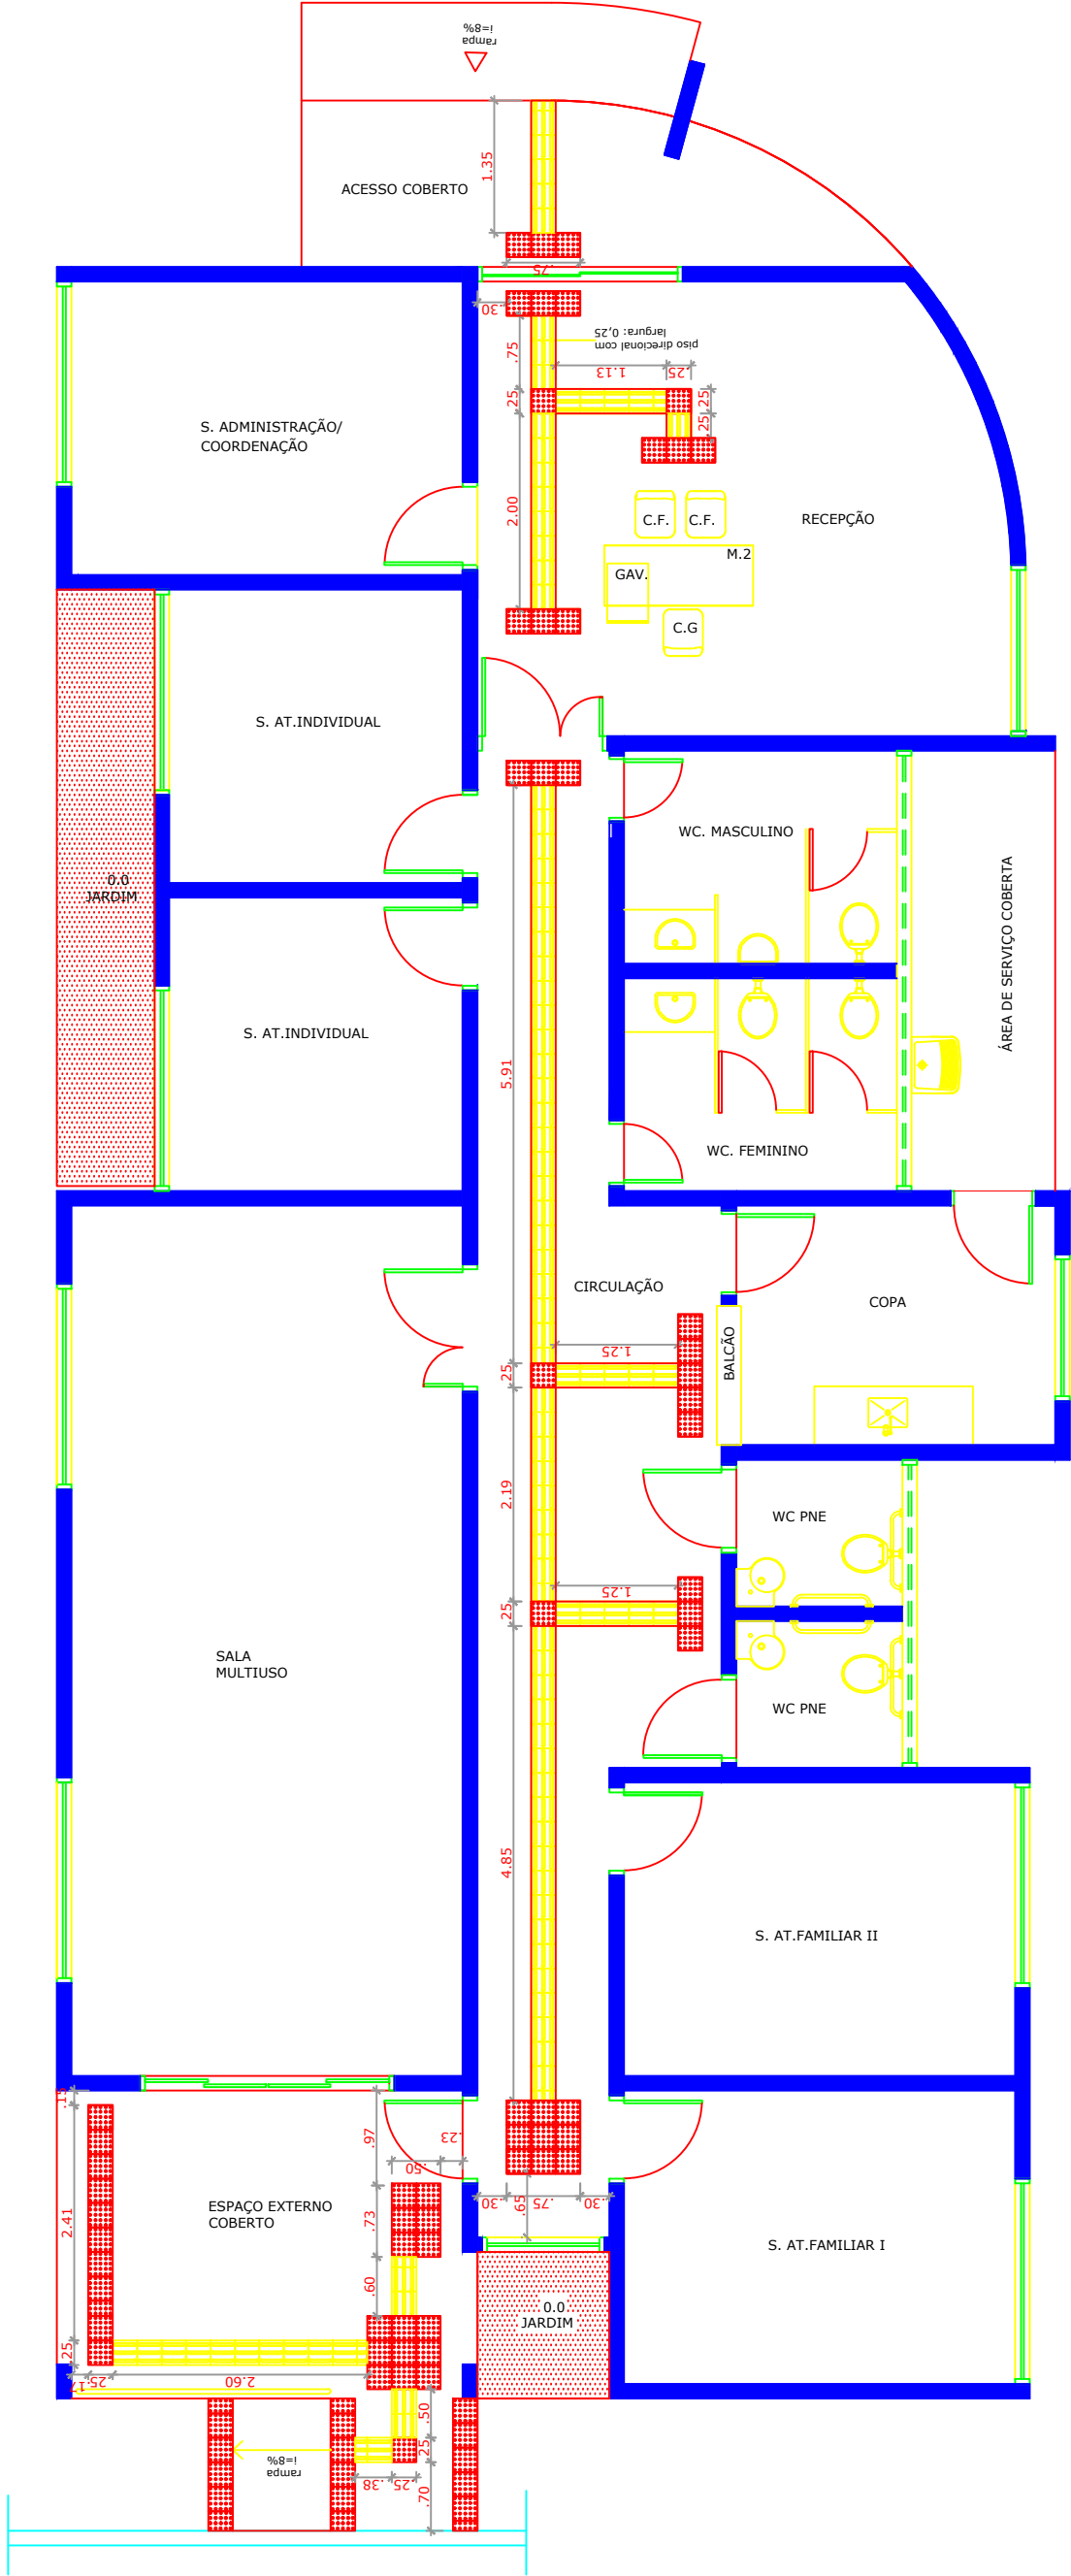 rampa
i=8%
1.35
ACESSO COBERTO
.75
.30
piso direcional com
largura: 0,25
.75
1.13
.25
25
25
25
S. ADMINISTRAÇÃO/
COORDENAÇÃO
2.00
C.F.
C.F.
RECEPÇÃO
M.2
GAV.
C.G
S. AT.INDIVIDUAL
WC. MASCULINO
0.0
JARDIM
ÁREA DE SERVIÇO COBERTA
S. AT.INDIVIDUAL
5.91
WC. FEMININO
CIRCULAÇÃO
COPA
BALCÃO
1.25
25
2.19
WC PNE
1.25
25
SALA
MULTIUSO
WC PNE
4.85
S. AT.FAMILIAR II
.15
.97
.23
.50
2.41
ESPAÇO EXTERNO
COBERTO
.73
.30
.65
.75
.30
S. AT.FAMILIAR I
.60
0.0
JARDIM
25
17
.25
2.60
.50
rampa
i=8%
25
.38
.25
.70